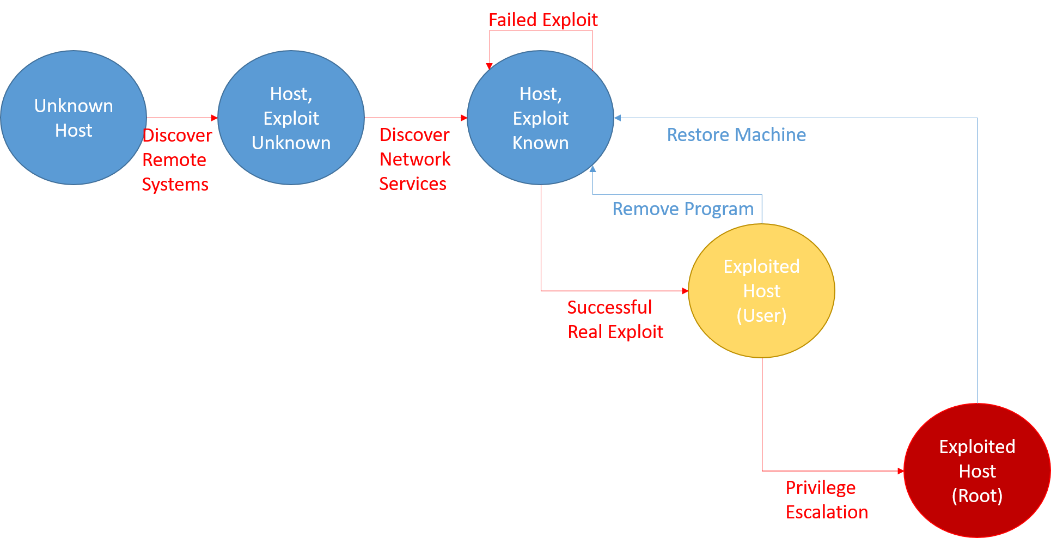 Failed Exploit
Unknown
Host
Host,
Exploit
Unknown
Host,
Exploit
Known
Discover
Remote
Systems
Discover
Network
Services
Restore Machine
Remove Program
Exploited
Host
(User)
Successful
Real Exploit
Exploited
Host
(Root)
Privilege
Escalation